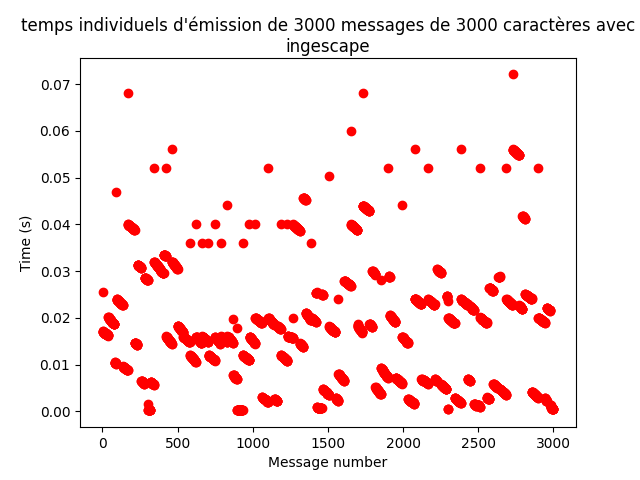 temps individuels d'émission de 3000 messages de 3000 caractères avec
ingescape
0.07
0.06
0.05
0.04
0.03
0.02
0.01
0.00
Time (s)
0 500 1000 1500 2000 2500 3000
Message number